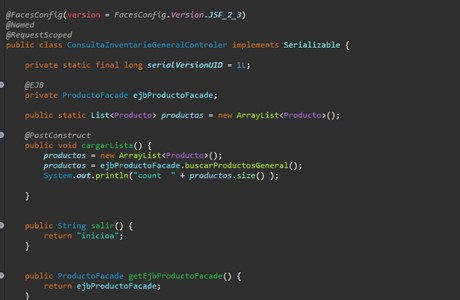 @FacesConfig(version = FacesConfig.Version.JSF_2_3)
@Named
@RequestScoped
public class ConsultaInventarioGeneralControler implements Serializable {
private static final long serialVersionUID = 1L;
@EJB
private ProductoFacade ejbProductoFacade;
public static List<Producto> productos = new ArrayList<Producto>();
@PostConstruct
public void cargarLista() {
productos = new ArrayList<Producto>();
productos = ejbProductoFacade.buscarProductosGeneral();
System.out.println("count  " + productos.size() );
}
public String salir() {
return "inicioa";
}
public ProductoFacade getEjbProductoFacade() {
return ejbProductoFacade;
}